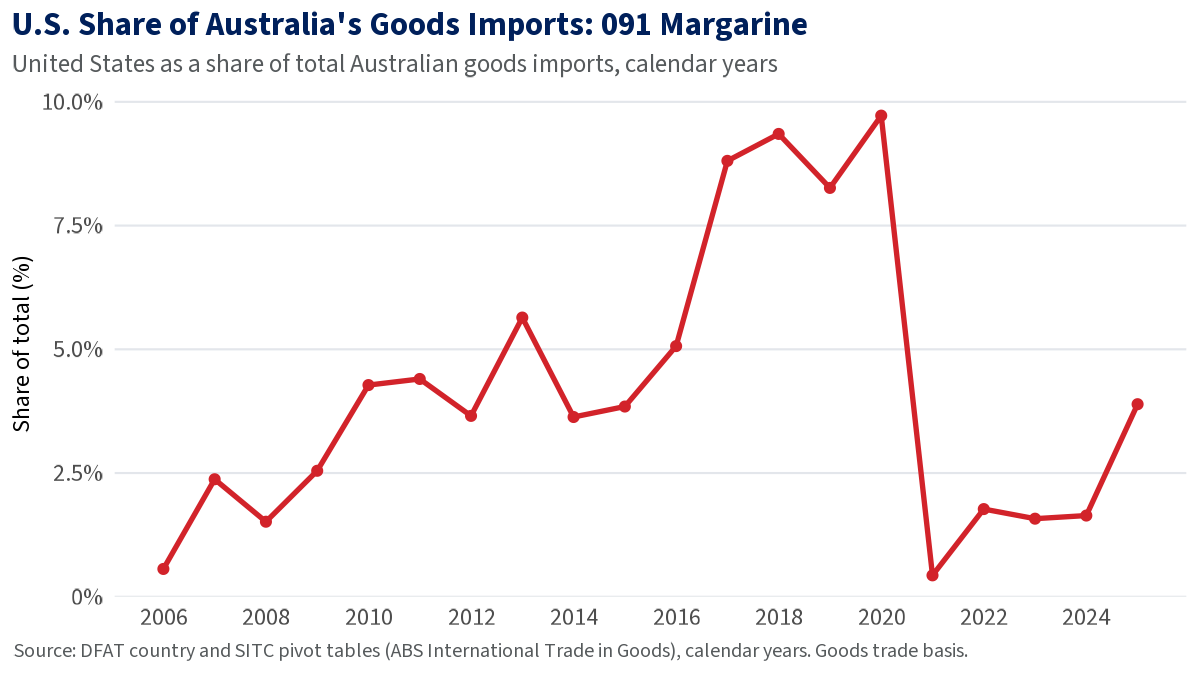 U.S. Share of Australia's Goods Imports: 091 Margarine
United States as a share of total Australian goods imports, calendar years
10.0%
7.5%
5.0%
2.5%
0%
Share of total (%)
2006 2008 2010 2012 2014 2016 2018 2020 2022 2024
Source: DFAT country and SITC pivot tables (ABS International Trade in Goods), calendar years. Goods trade basis.